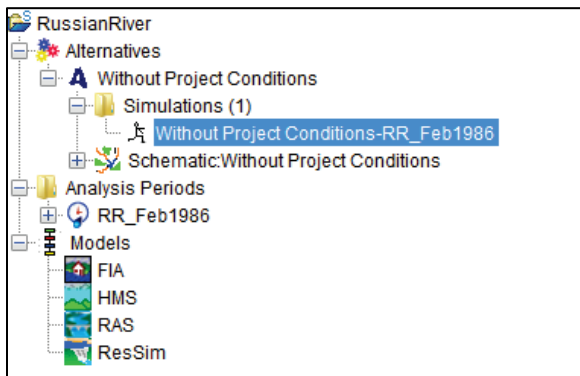 RussianRiver
Alternatives
Without Project Conditions
Simulations (1)
Without Project Conditions-RR_Feb1986
Schematic:Without Project Conditions
Analysis Periods
RR_Feb1986
Models
FIA
HMS
RAS
ResSim